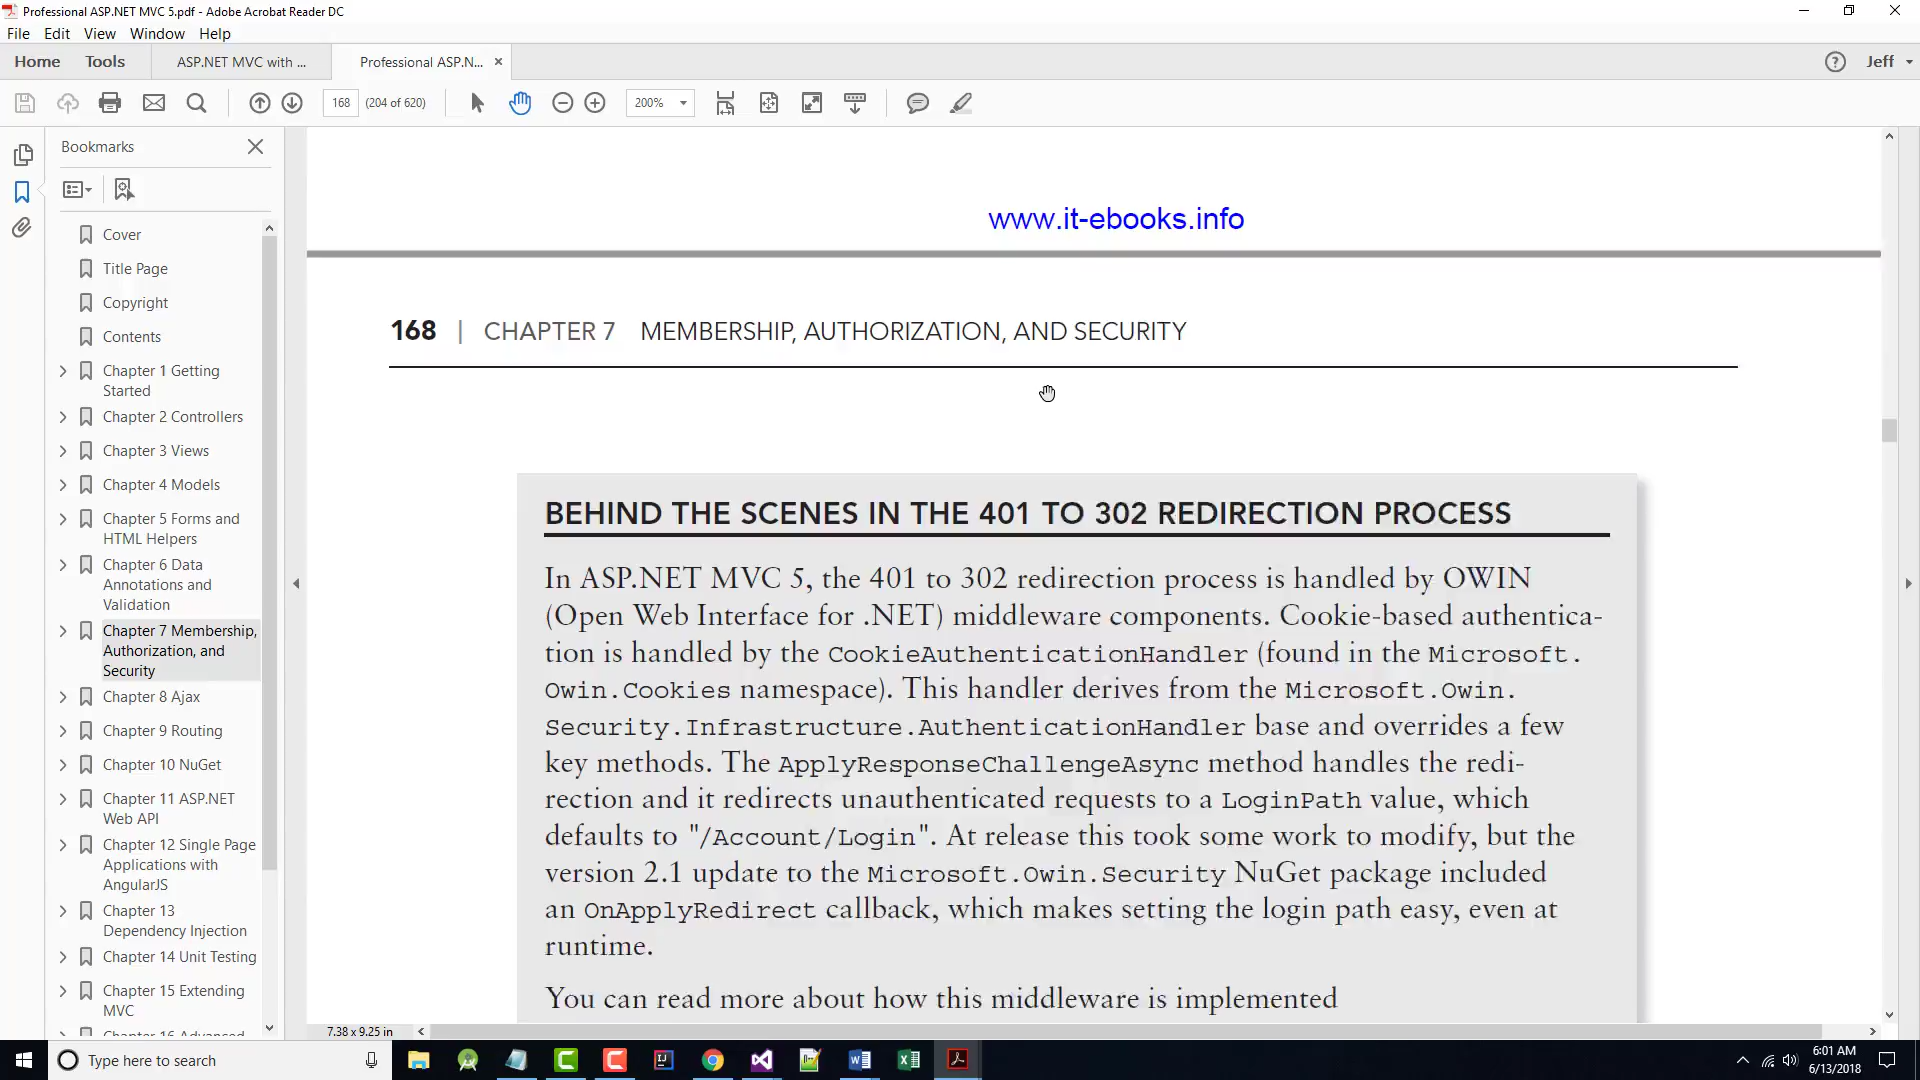 Professional ASP.NET MVC 5.pdf - Adobe Acrobat Reader DC
File Edit View Window Help
Home Tools ASP.NET MVC with ... Professional ASP.N... Jeff
168 (204 of 620) 200%
Bookmarks
Cover
Title Page
Copyright
Contents
Chapter 1 Getting
Started
Chapter 2 Controllers
Chapter 3 Views
Chapter 4 Models
Chapter 5 Forms and
HTML Helpers
Chapter 6 Data
Annotations and
Validation
Chapter 7 Membership,
Authorization, and
Security
Chapter 8 Ajax
Chapter 9 Routing
Chapter 10 NuGet
Chapter 11 ASP.NET
Web API
Chapter 12 Single Page
Applications with
AngularJS
Chapter 13
Dependency Injection
Chapter 14 Unit Testing
Chapter 15 Extending
MVC
Chapter 16 Advanced
www.it-ebooks.info
168 | CHAPTER 7 MEMBERSHIP, AUTHORIZATION, AND SECURITY
BEHIND THE SCENES IN THE 401 TO 302 REDIRECTION PROCESS
In ASP.NET MVC 5, the 401 to 302 redirection process is handled by OWIN
(Open Web Interface for .NET) middleware components. Cookie-based authentica-
tion is handled by the CookieAuthenticationHandler (found in the Microsoft.
Owin.Cookies namespace). This handler derives from the Microsoft.Owin.
Security.Infrastructure.AuthenticationHandler base and overrides a few
key methods. The ApplyResponseChallengeAsync method handles the redi-
rection and it redirects unauthenticated requests to a LoginPath value, which
defaults to "/Account/Login". At release this took some work to modify, but the
version 2.1 update to the Microsoft.Owin.Security NuGet package included
an OnApplyRedirect callback, which makes setting the login path easy, even at
runtime.
You can read more about how this middleware is implemented
7.38 x 9.25 in
Type here to search
6:01 AM
6/13/2018